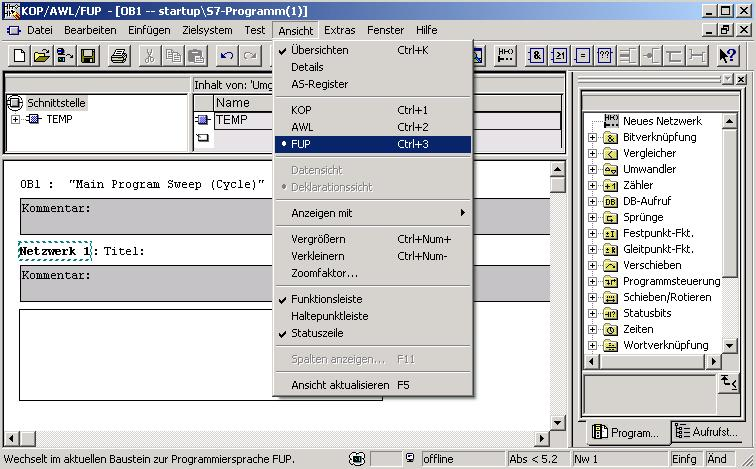 KOP/AWL/FUP - [OB1 -- startup\S7-Programm(1)]
Datei Bearbeiten Einfügen Zielsystem Test Ansicht Extras Fenster Hilfe
Übersichten Ctrl+K
Details
AS-Register
KOP Ctrl+1
AWL Ctrl+2
FUP Ctrl+3
Datensicht
Deklarationssicht
Anzeigen mit
Vergrößern Ctrl+Num+
Verkleinern Ctrl+Num-
Zoomfaktor...
Funktionsleiste
Haltepunktleiste
Statuszeile
Spalten anzeigen... F11
Ansicht aktualisieren F5
Schnittstelle
TEMP
Inhalt von: 'Umg
Name
TEMP
OB1 : "Main Program Sweep (Cycle)"
Kommentar:
Netzwerk 1: Titel:
Kommentar:
Neues Netzwerk
Bitverknüpfung
Vergleicher
Umwandler
Zähler
DB-Aufruf
Sprünge
Festpunkt-Fkt.
Gleitpunkt-Fkt.
Verschieben
Programmsteuerung
Schieben/Rotieren
Statusbits
Zeiten
Wortverknüpfung
Program... Aufrufst...
Wechselt im aktuellen Baustein zur Programmiersprache FUP. offline Abs < 5.2 Nw 1 Einfg Änd